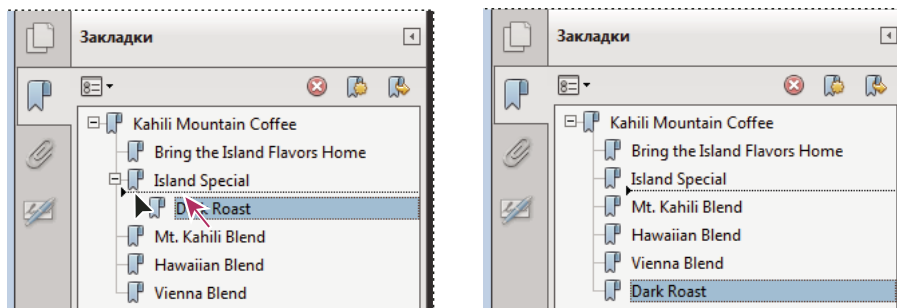 Закладки
Kahili Mountain Coffee
Bring the Island Flavors Home
Island Special
Dark Roast
Mt. Kahili Blend
Hawaiian Blend
Vienna Blend
Закладки
Kahili Mountain Coffee
Bring the Island Flavors Home
Island Special
Mt. Kahili Blend
Hawaiian Blend
Vienna Blend
Dark Roast